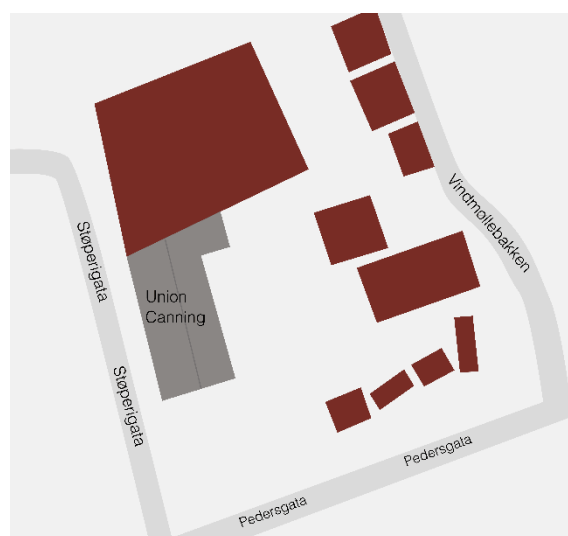 Vindmøllebakken
Støperigata
Union
Canning
Støperigata
Pedersgata
Pedersgata